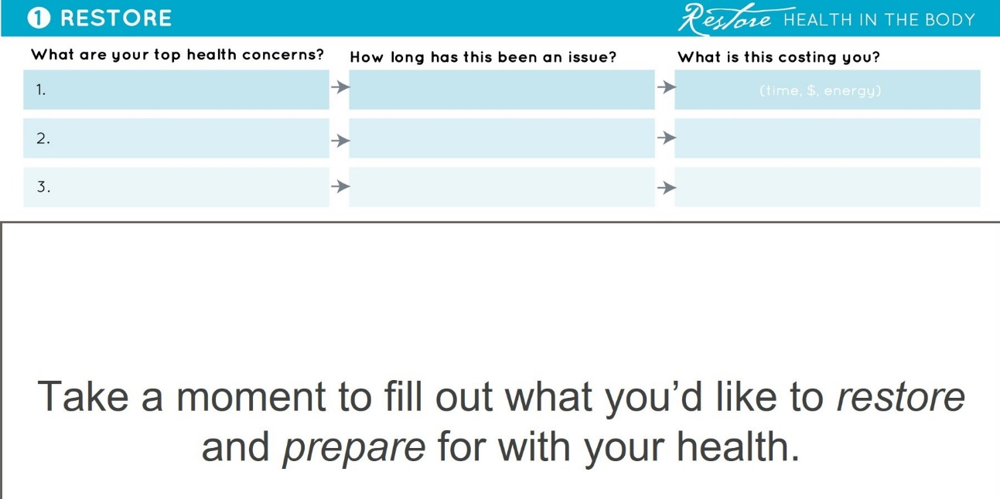 1 RESTORE
Restore HEALTH IN THE BODY
What are your top health concerns?
How long has this been an issue?
What is this costing you?
1.
(time, $, energy)
2.
3.
Take a moment to fill out what you’d like to restore
and prepare for with your health.